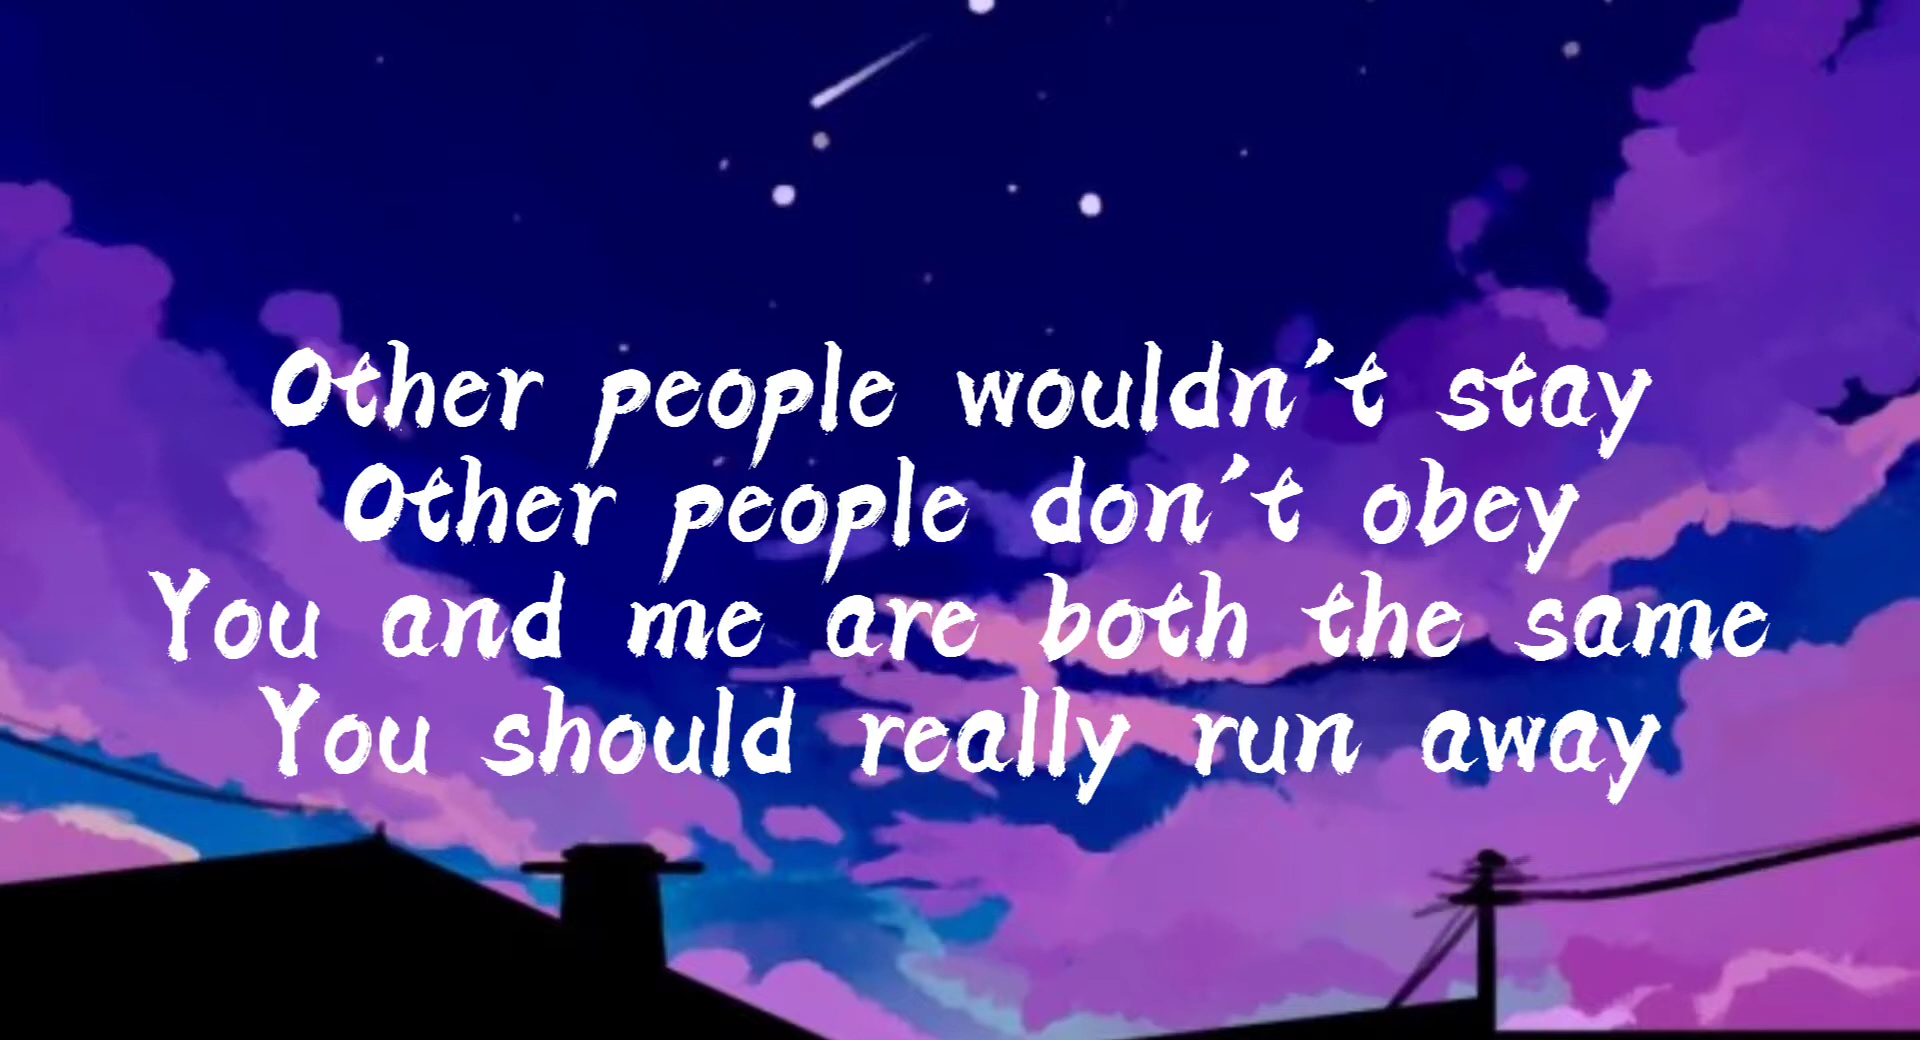 Other people wouldn't stay
Other people don't obey
You and me are both the same
You should really run away